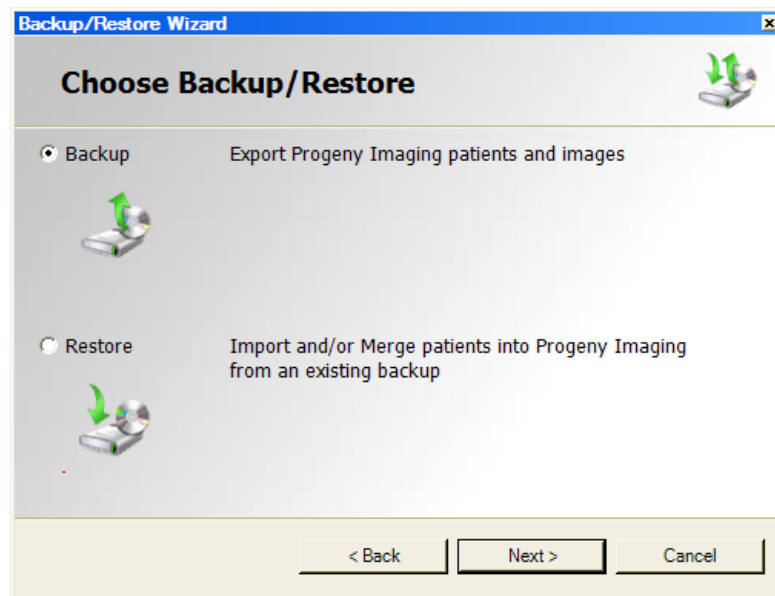 Backup/Restore Wizard
Choose Backup/Restore
Backup
Export Progeny Imaging patients and images
Restore
Import and/or Merge patients into Progeny Imaging
from an existing backup
< Back
Next >
Cancel